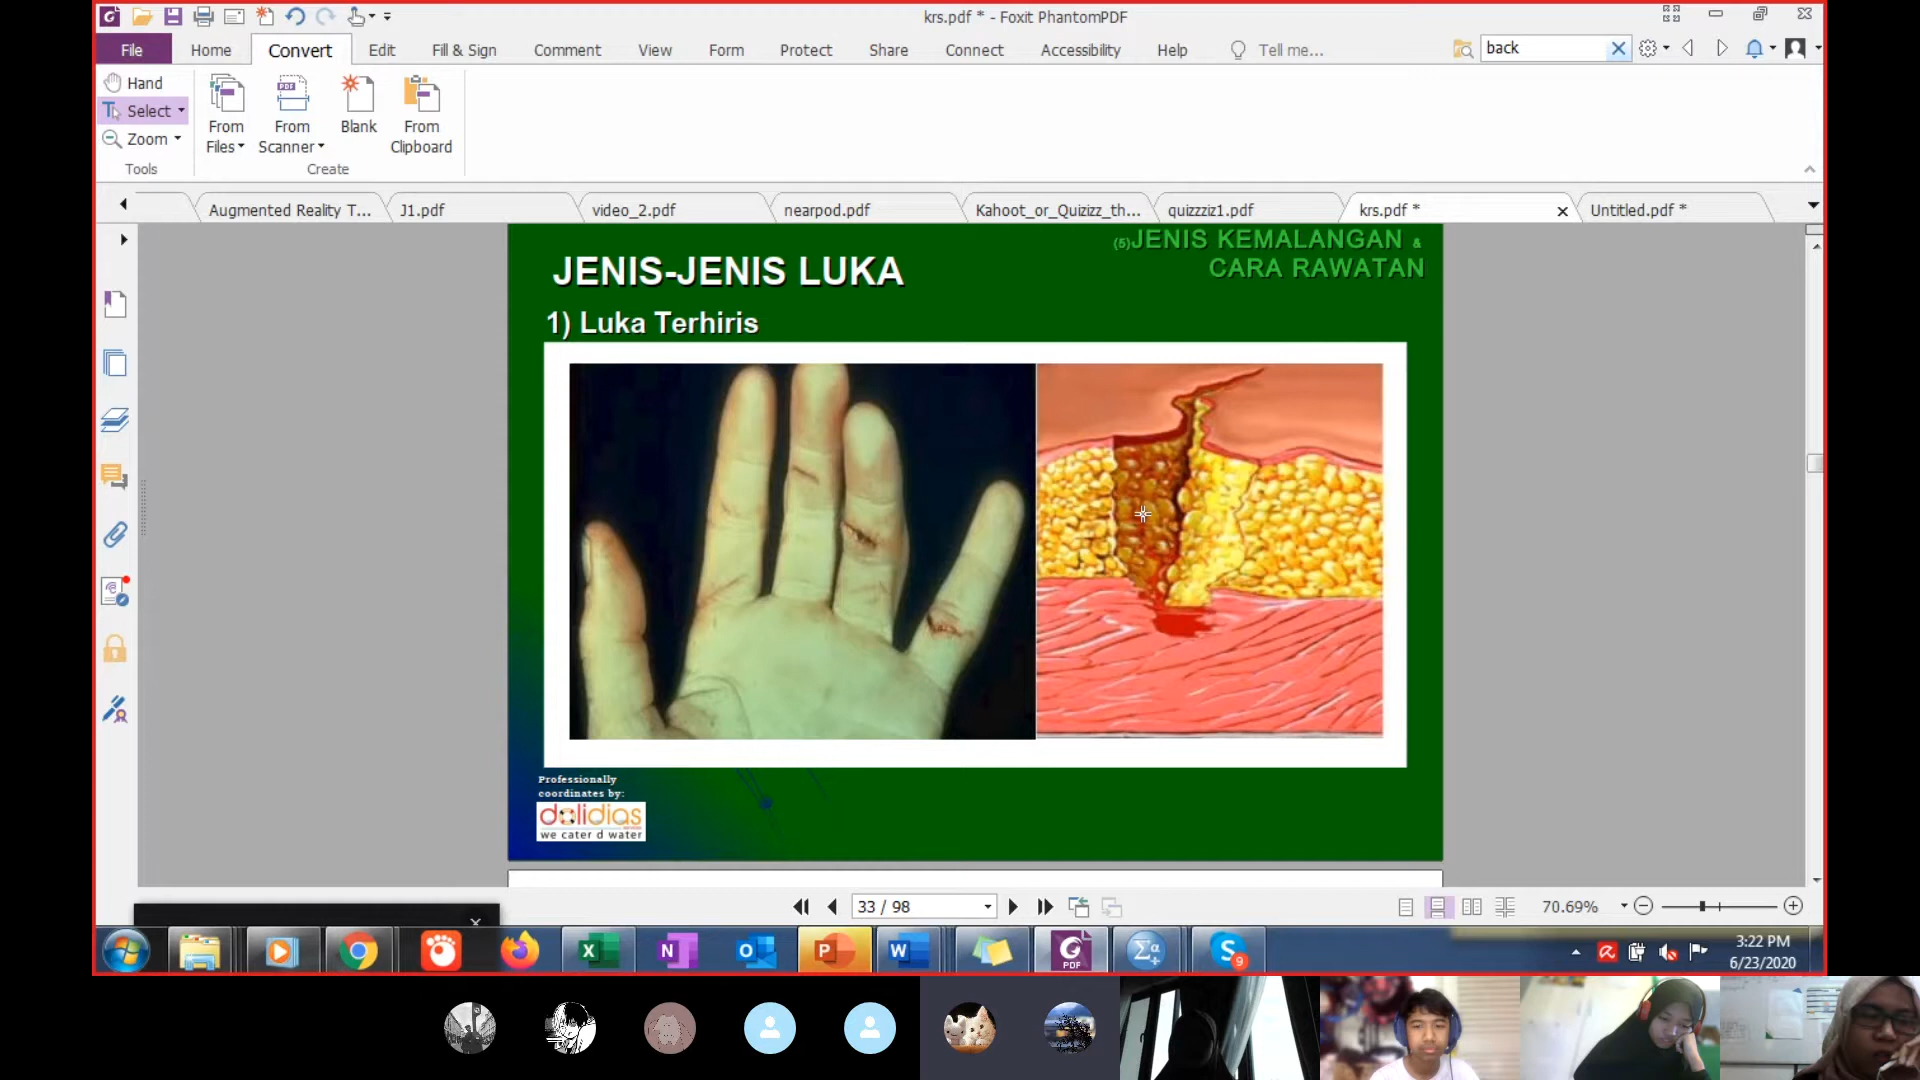 krs.pdf * - Foxit PhantomPDF
File Home Convert Edit Fill & Sign Comment View Form Protect Share Connect Accessibility Help Tell me... back
Hand
Select
Zoom
Tools
From Files
From Scanner
Blank
From Clipboard
Create
Augmented Reality T... J1.pdf video_2.pdf nearpod.pdf Kahoot_or_Quizizz_th... quizzziz1.pdf krs.pdf * Untitled.pdf *
(5)JENIS KEMALANGAN &
CARA RAWATAN
JENIS-JENIS LUKA
1) Luka Terhiris
Professionally
coordinates by:
dolidias
we cater d water
33 / 98
70.69%
3:22 PM
6/23/2020